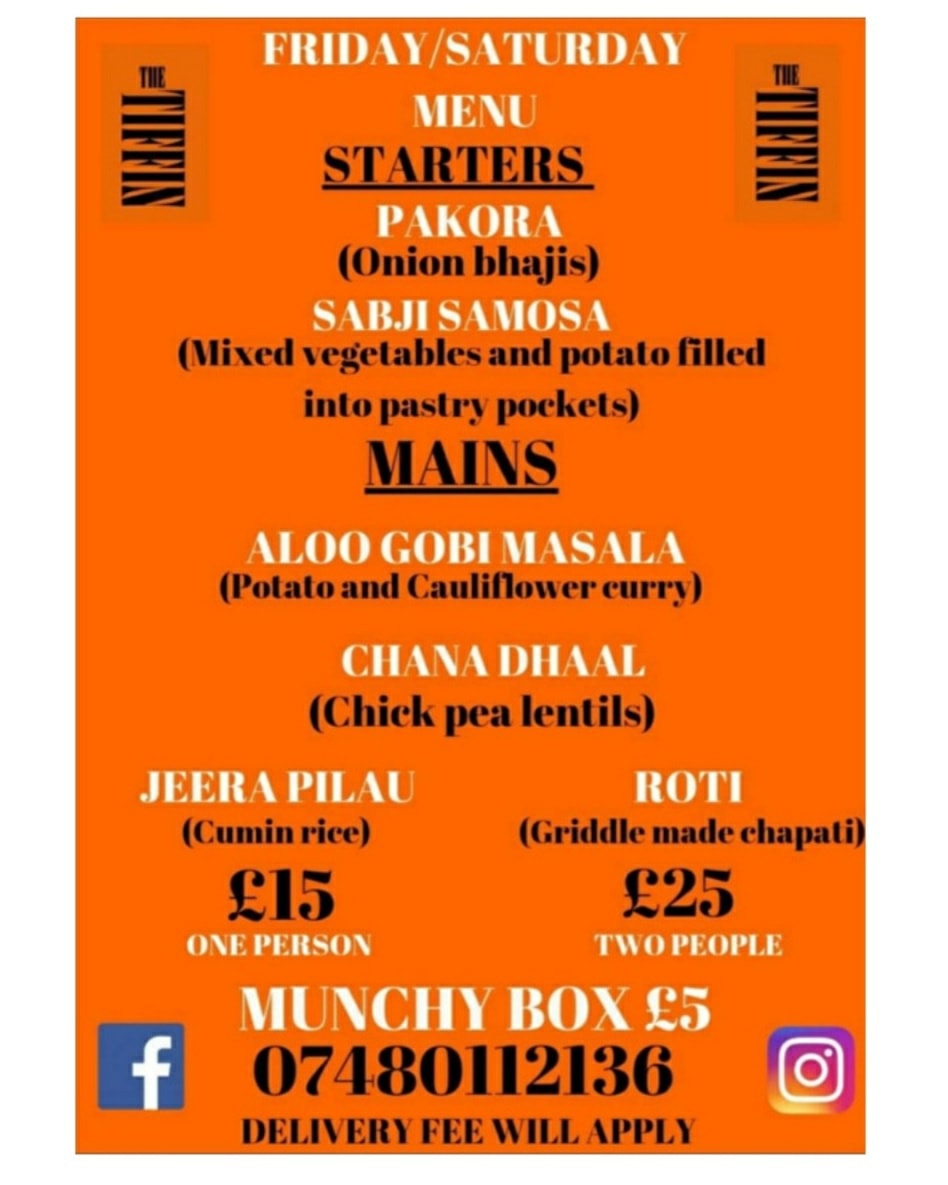 FRIDAY/SATURDAY
THE TIFFIN
THE TIFFIN
MENU
STARTERS
PAKORA
(Onion bhajis)
SABJI SAMOSA
(Mixed vegetables and potato filled
into pastry pockets)
MAINS
ALOO GOBI MASALA
(Potato and Cauliflower curry)
CHANA DHAAL
(Chick pea lentils)
JEERA PILAU
(Cumin rice)
£15
ONE PERSON
ROTI
(Griddle made chapati)
£25
TWO PEOPLE
MUNCHY BOX £5
07480112136
DELIVERY FEE WILL APPLY